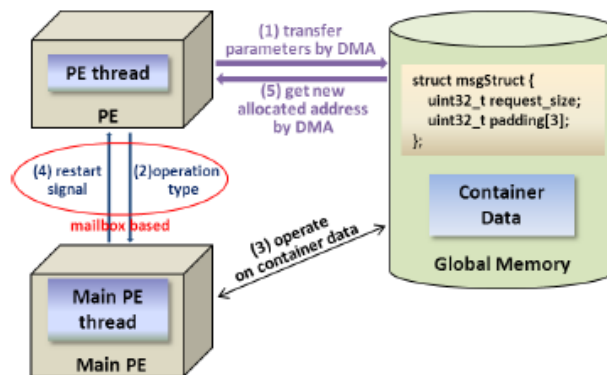 (1) transfer
parameters by DMA
PE thread
PE
(5) get new
allocated address
by DMA
struct msgStruct {
uint32_t request_size;
uint32_t padding[3];
};
(4) restart
signal
(2)operation
type
mailbox based
Container
Data
Global Memory
(3) operate
on container data
Main PE
thread
Main PE